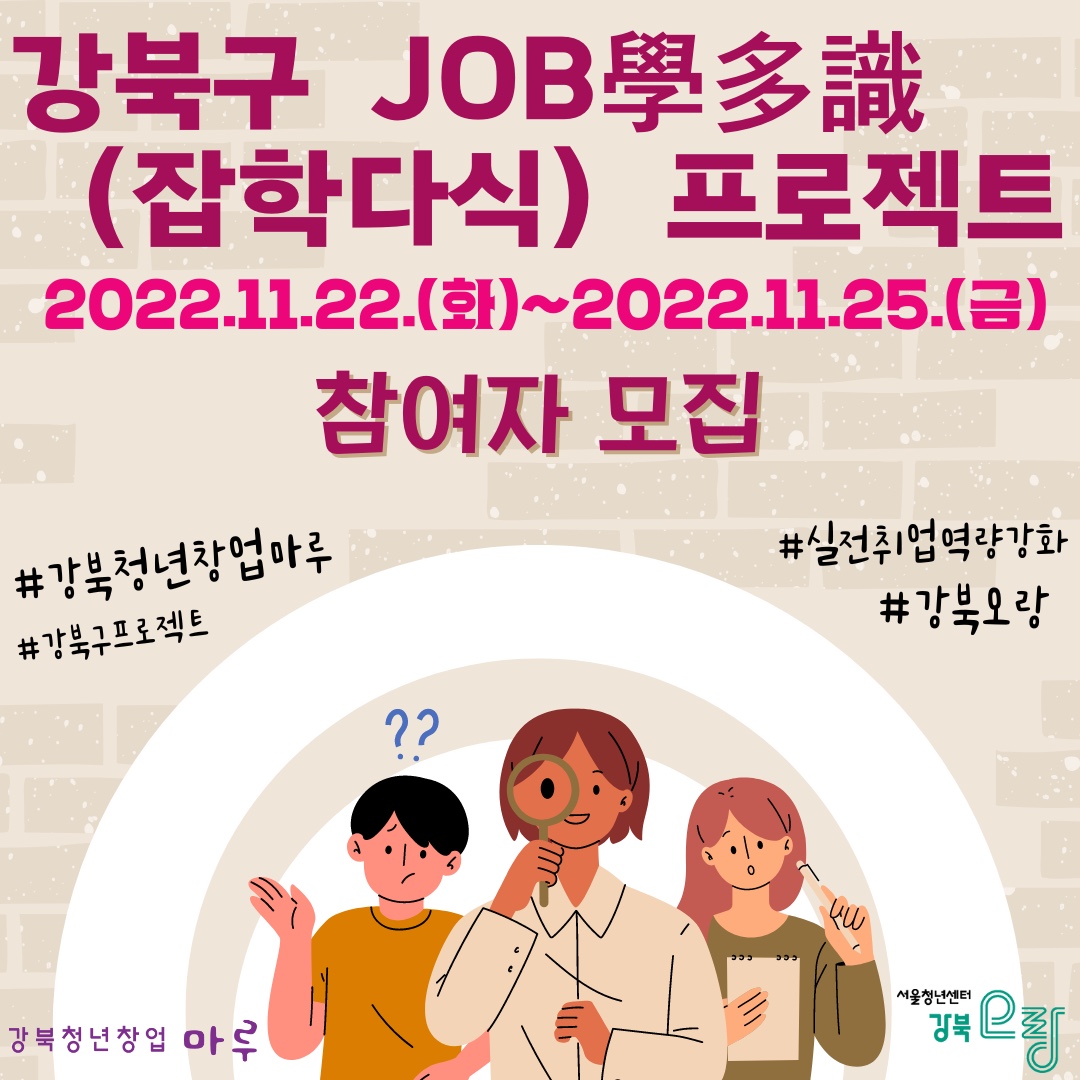 강북구 JOB學多識
(잡학다식) 프로젝트
2022.11.22.(화)~2022.11.25.(금)
참여자 모집
#강북청년창업마루
#강북구프로젝트
#실전취업역량강화
#강북오랑
??
강북청년창업 마루
서울청년센터
강북 오랑